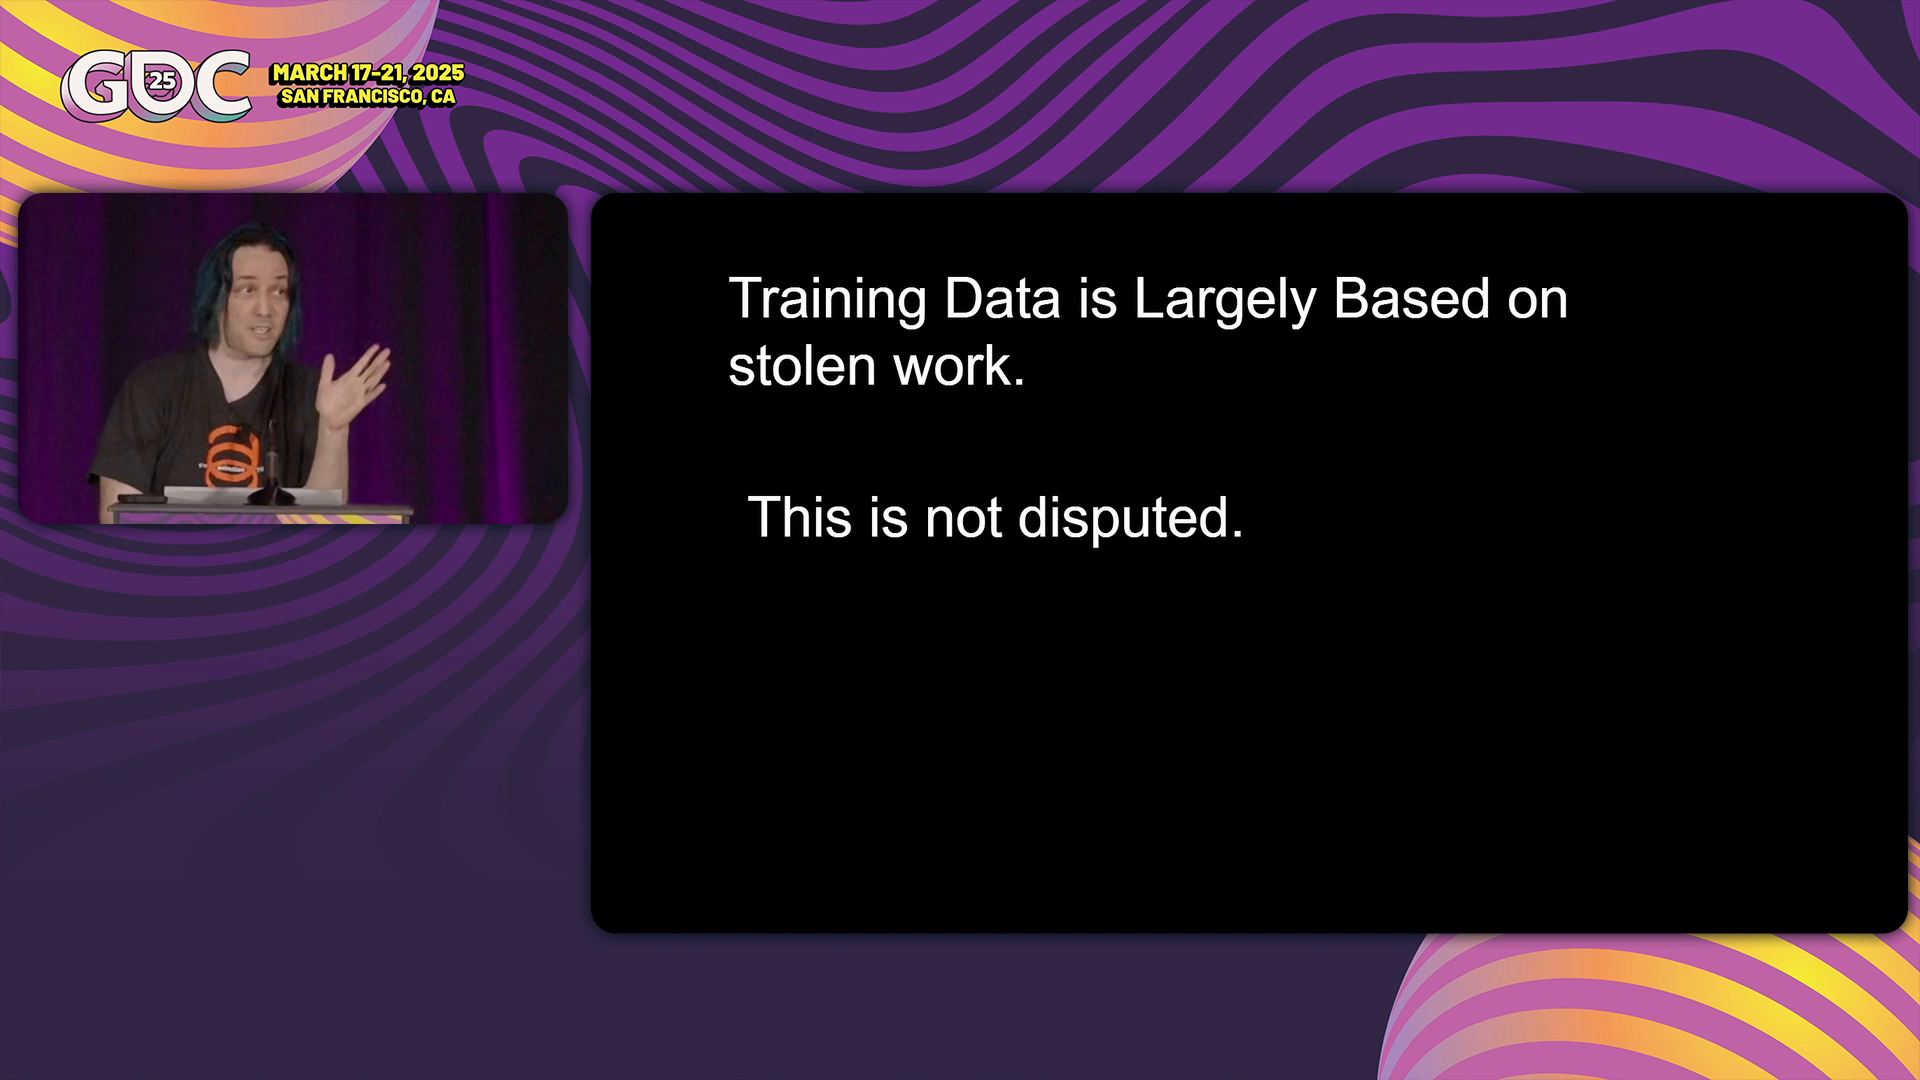 GDC
25
MARCH 17-21, 2025
SAN FRANCISCO, CA
Training Data is Largely Based on
stolen work.
This is not disputed.